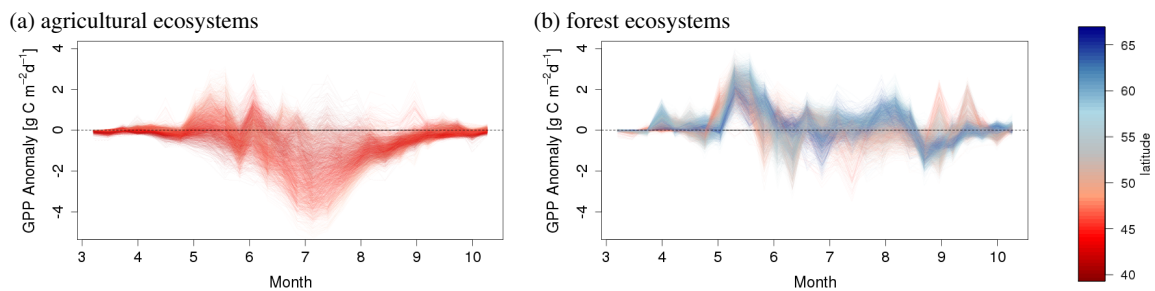 (a) agricultural ecosystems
(b) forest ecosystems
GPP Anomaly [g C m−2d−1]
4
2
0
-2
-4
3 4 5 6 7 8 9 10
Month
GPP Anomaly [g C m−2d−1]
4
2
0
-2
-4
3 4 5 6 7 8 9 10
Month
65
60
55
50
45
40
latitude